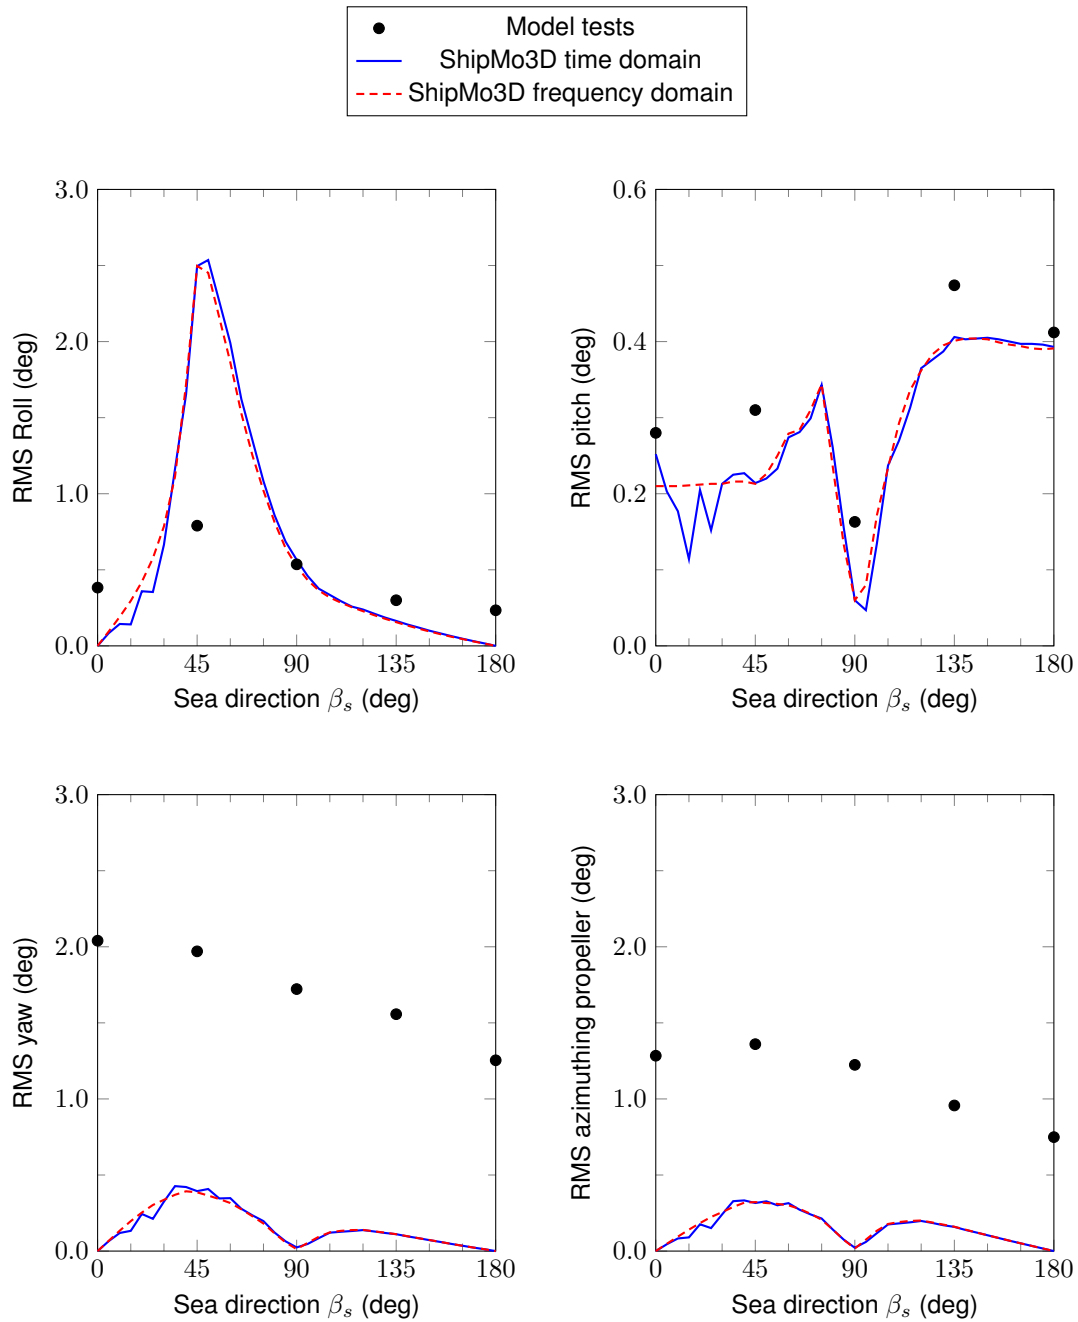 Model tests
ShipMo3D time domain
ShipMo3D frequency domain
3.0
2.0
1.0
0.0
RMS Roll (deg)
0 45 90 135 180
Sea direction βs (deg)
0.6
0.4
0.2
0.0
RMS pitch (deg)
0 45 90 135 180
Sea direction βs (deg)
3.0
2.0
1.0
0.0
RMS yaw (deg)
0 45 90 135 180
Sea direction βs (deg)
3.0
2.0
1.0
0.0
RMS azimuthing propeller (deg)
0 45 90 135 180
Sea direction βs (deg)